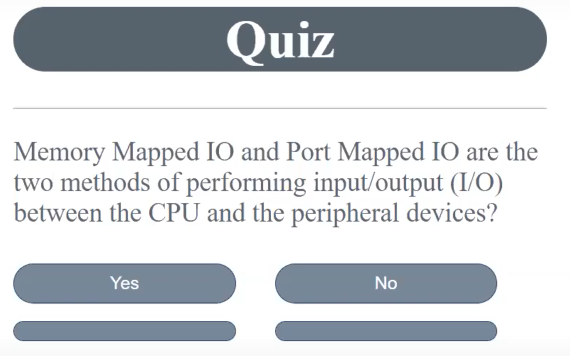 Quiz
Memory Mapped IO and Port Mapped IO are the
two methods of performing input/output (I/O)
between the CPU and the peripheral devices?
Yes
No